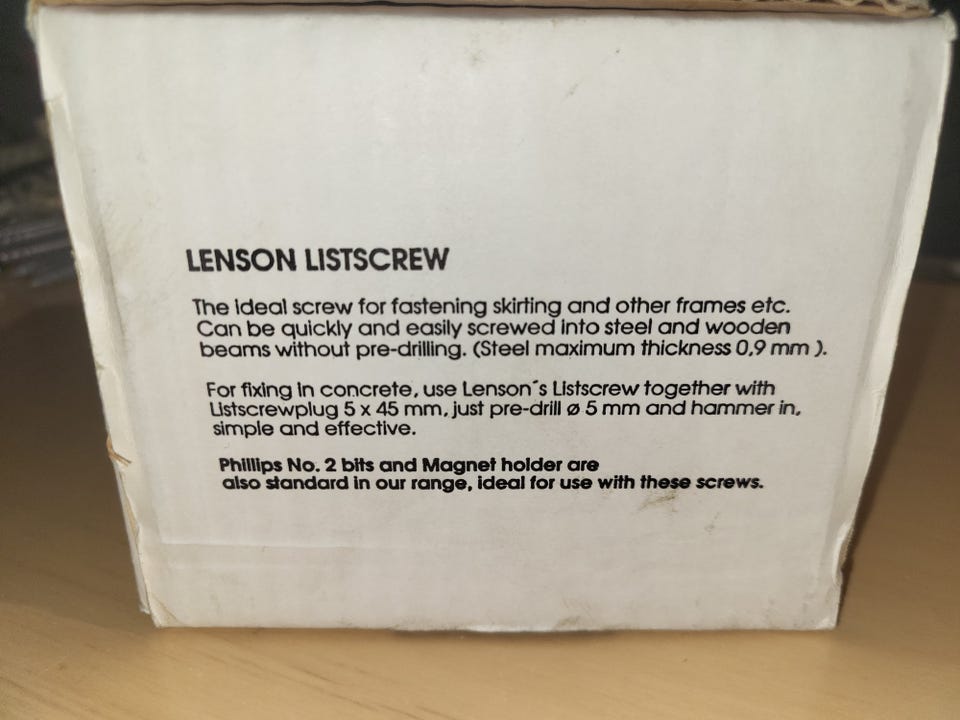 LENSON LISTSCREW
The ideal screw for fastening skirting and other frames etc.
Can be quickly and easily screwed into steel and wooden
beams without pre-drilling. (Steel maximum thickness 0,9 mm ).
For fixing in concrete, use Lenson´s Listscrew together with
Listscrewplug 5 x 45 mm, just pre-drill ø 5 mm and hammer in,
simple and effective.
Phillips No. 2 bits and Magnet holder are
also standard in our range, ideal for use with these screws.